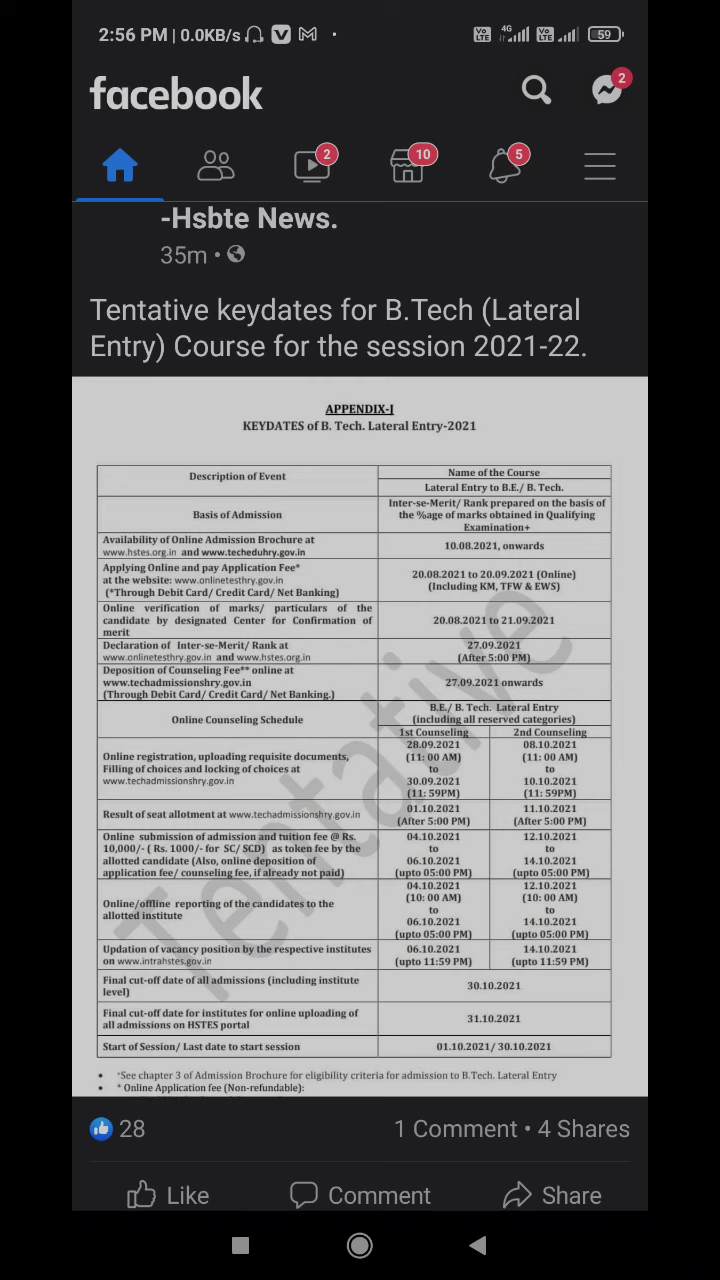 2:56 PM | 0.0KB/s
4G
Vo LTE
Vo LTE
59
facebook
2
2
10
5
-Hsbte News.
35m •
Tentative keydates for B.Tech (Lateral
Entry) Course for the session 2021-22.
APPENDIX-J
KEYDATES of B. Tech. Lateral Entry-2021
Description of Event
Name of the Course
Lateral Entry to B.E./ B. Tech.
Basis of Admission
Inter-se-Merit/ Rank prepared on the basis of
the %age of marks obtained in Qualifying
Examination+
Availability of Online Admission Brochure at
www.hstes.org.in and www.techeduhry.gov.in
10.08.2021, onwards
Applying Online and pay Application Fee*
at the website: www.onlinetesthry.gov.in
(*Through Debit Card/ Credit Card/ Net Banking)
20.08.2021 to 20.09.2021 (Online)
(Including KM, TFW & EWS)
Online verification of marks/ particulars of the
candidate by designated Center for Confirmation of
merit
20.08.2021 to 21.09.2021
Declaration of Inter-se-Merit/ Rank at
www.onlinetesthry.gov.in and www.hstes.org.in
27.09.2021
(After 5:00 PM)
Deposition of Counseling Fee** online at
www.techadmissionshry.gov.in
(Through Debit Card/ Credit Card/ Net Banking.)
27.09.2021 onwards
Online Counseling Schedule
B.E./ B. Tech. Lateral Entry
(including all reserved categories)
1st Counseling
2nd Counseling
Online registration, uploading requisite documents,
Filling of choices and locking of choices at
www.techadmissionshry.gov.in
28.09.2021
(11: 00 AM)
to
30.09.2021
(11: 59PM)
08.10.2021
(11: 00 AM)
to
10.10.2021
(11: 59PM)
Result of seat allotment at www.techadmissionshry.gov.in
01.10.2021
(After 5:00 PM)
11.10.2021
(After 5:00 PM)
Online submission of admission and tuition fee @ Rs.
10,000/- ( Rs. 1000/- for SC/ SCD) as token fee by the
allotted candidate (Also, online deposition of
application fee/ counseling fee, if already not paid)
04.10.2021
to
06.10.2021
(upto 05:00 PM)
12.10.2021
to
14.10.2021
(upto 05:00 PM)
Online/offline reporting of the candidates to the
allotted institute
04.10.2021
(10: 00 AM)
to
06.10.2021
(upto 05:00 PM)
12.10.2021
(10: 00 AM)
to
14.10.2021
(upto 05:00 PM)
Updation of vacancy position by the respective institutes
on www.intrahstes.gov.in
06.10.2021
(upto 11:59 PM)
14.10.2021
(upto 11:59 PM)
Final cut-off date of all admissions (including institute
level)
30.10.2021
Final cut-off date for institutes for online uploading of
all admissions on HSTES portal
31.10.2021
Start of Session/ Last date to start session
01.10.2021/ 30.10.2021
Tentative
• *See chapter 3 of Admission Brochure for eligibility criteria for admission to B.Tech. Lateral Entry
• * Online Application fee (Non-refundable):
28
1 Comment • 4 Shares
Like
Comment
Share